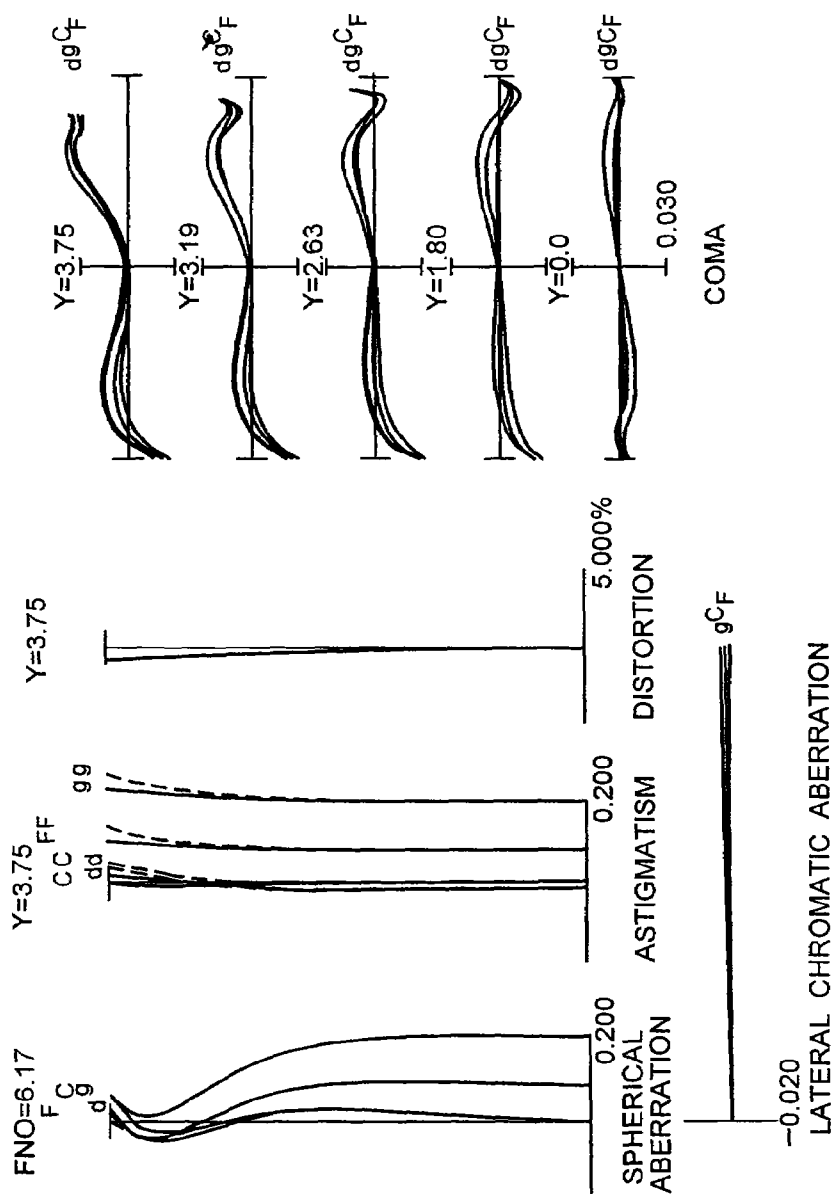 FNO=6.17
F C
d g
0.200
SPHERICAL
ABERRATION
Y=3.75
C C FF g g
dd
0.200
ASTIGMATISM
Y=3.75
5.000%
DISTORTION
Y=3.75
dgCF
Y=3.19
dgCF
Y=2.63
dgCF
Y=1.80
dgCF
Y=0.0
dgCF
0.030
COMA
gCF
−0.020
LATERAL CHROMATIC ABERRATION